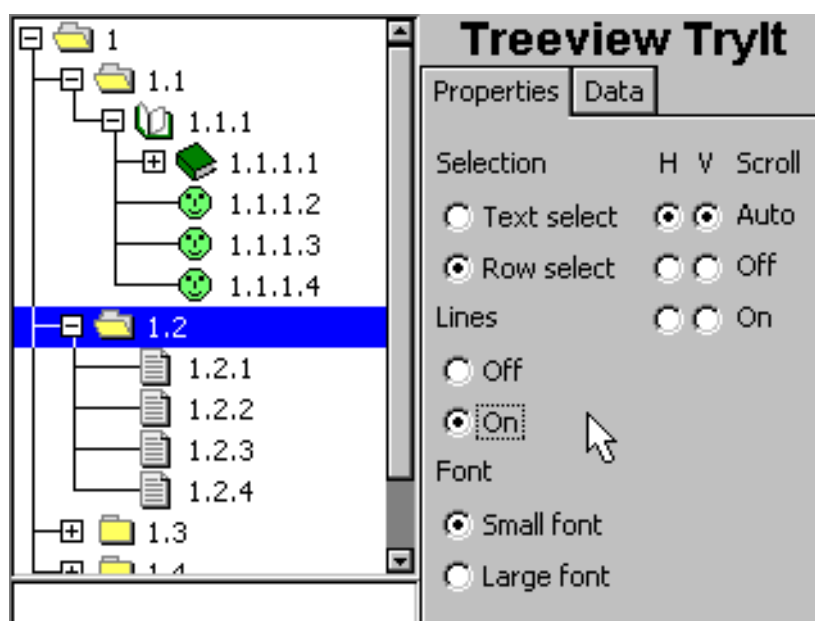 1
1.1
1.1.1
1.1.1.1
1.1.1.2
1.1.1.3
1.1.1.4
1.2
1.2.1
1.2.2
1.2.3
1.2.4
1.3
1.4
Treeview TryIt
Properties Data
Selection H V Scroll
Text select Auto
Row select Off
Lines On
Off
On
Font
Small font
Large font